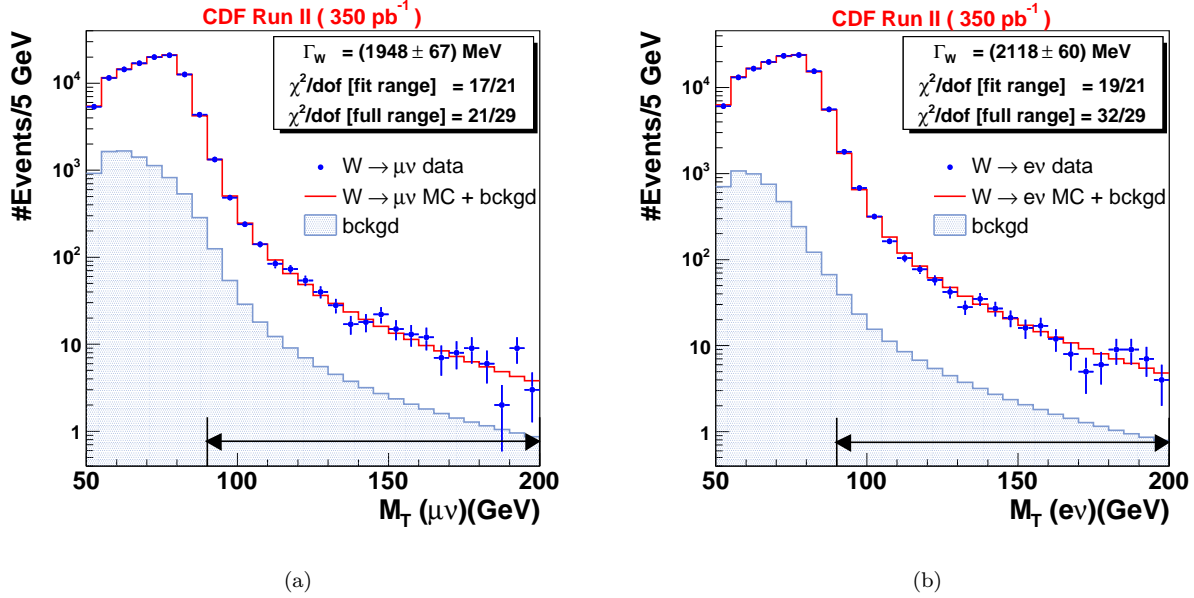 CDF Run II ( 350 pb⁻¹)
Γ_W = (1948 ± 67) MeV
χ²/dof [fit range] = 17/21
χ²/dof [full range] = 21/29
W → μν data
W → μν MC + bckgd
bckgd
#Events/5 GeV
10⁴
10³
10²
10
1
50 100 150 200
M_T (μν)(GeV)
(a)
CDF Run II ( 350 pb⁻¹)
Γ_W = (2118 ± 60) MeV
χ²/dof [fit range] = 19/21
χ²/dof [full range] = 32/29
W → eν data
W → eν MC + bckgd
bckgd
#Events/5 GeV
10⁴
10³
10²
10
1
50 100 150 200
M_T (eν)(GeV)
(b)